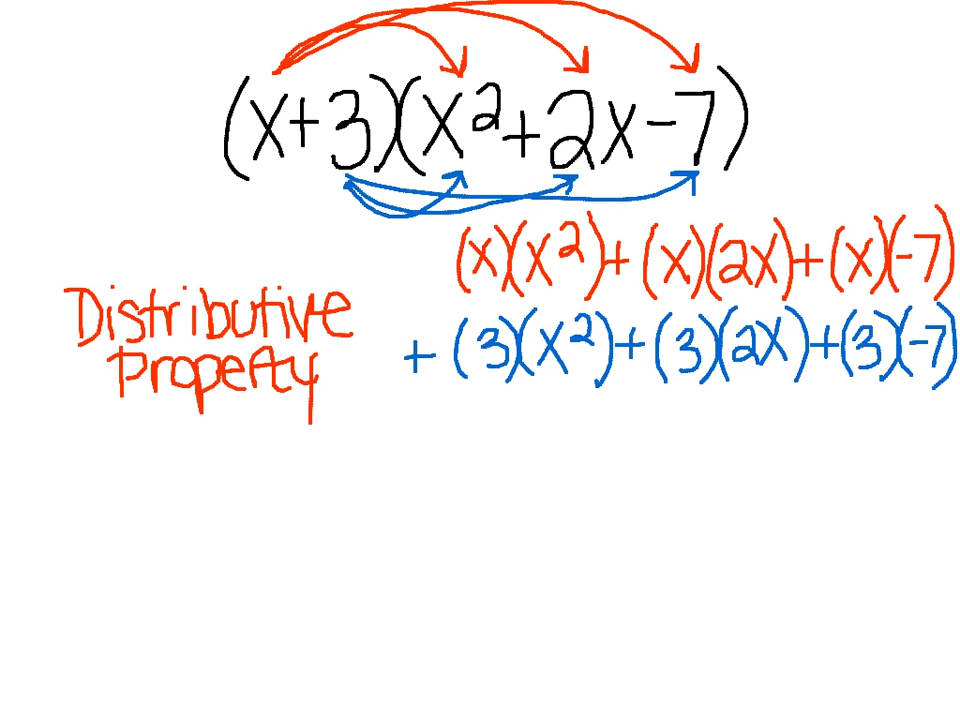 (x+3)(x²+2x-7)
(x)(x²)+(x)(2x)+(x)(-7)
Distributive
Property
+(3)(x²)+(3)(2x)+(3)(-7)